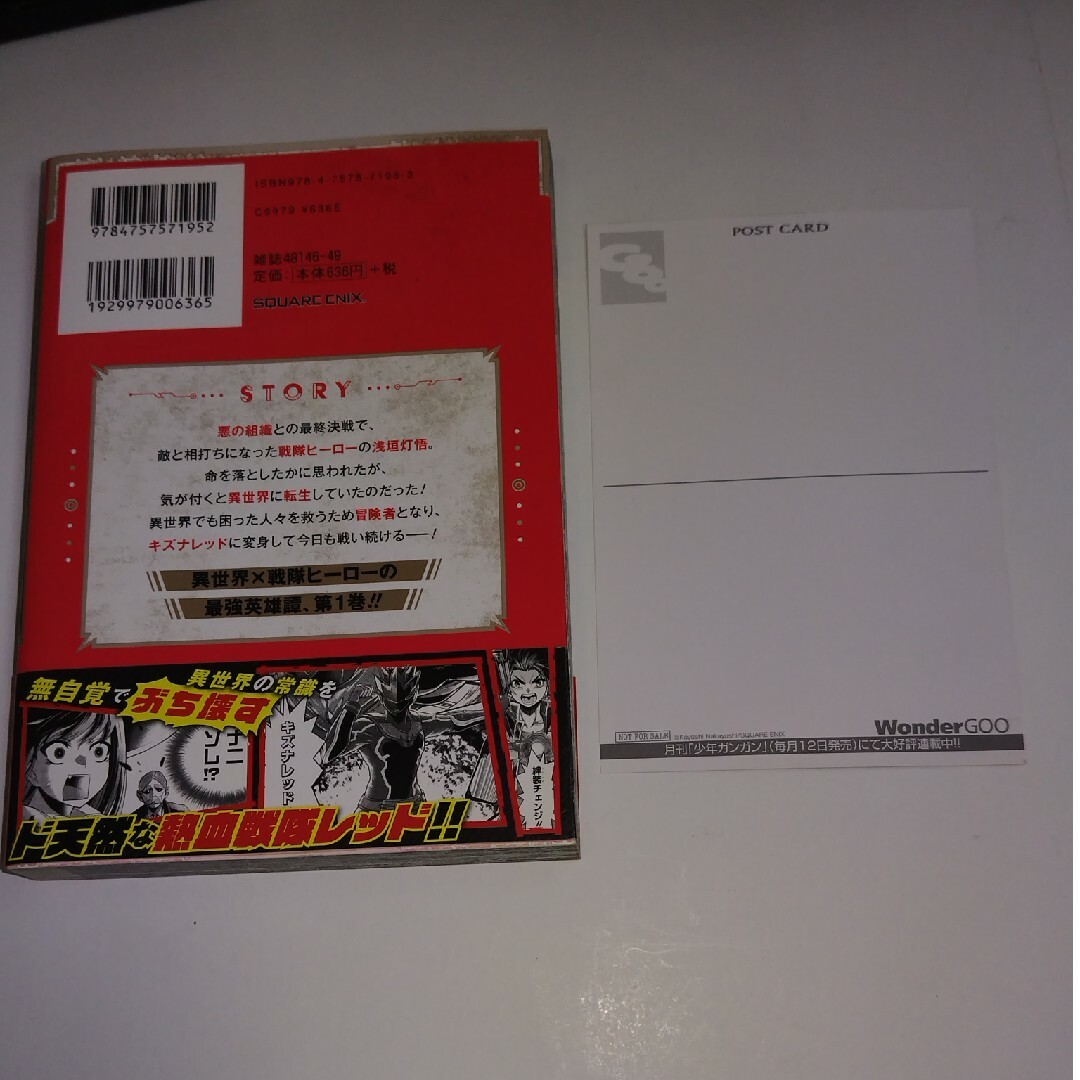 9784757571952
1929979006365
ISBN978-4-7575-7195-2
C9979 ¥636E
雑誌48146-49
定価:本体636円+税
SQUARE ENIX.
STORY
悪の組織との最終決戦で、
敵と相打ちになった戦隊ヒーローの浅垣灯悟。
命を落としたかに思われたが、
気が付くと異世界に転生していたのだった!
異世界でも困った人々を救うため冒険者となり、
キズナレッドに変身して今日も戦い続ける——!
異世界×戦隊ヒーローの
最強英雄譚、第1巻!!
無自覚で異世界の常識を
ぶち壊す
ナニソレ!?
キズナレッド
絆装チェンジ!!
ド天然な熱血戦隊レッド!!
POST CARD
Goo
WonderGOO
NOT FOR SALE
SQUARE ENIX
月刊「少年ガンガン」(毎月12日発売)にて大好評連載中!!